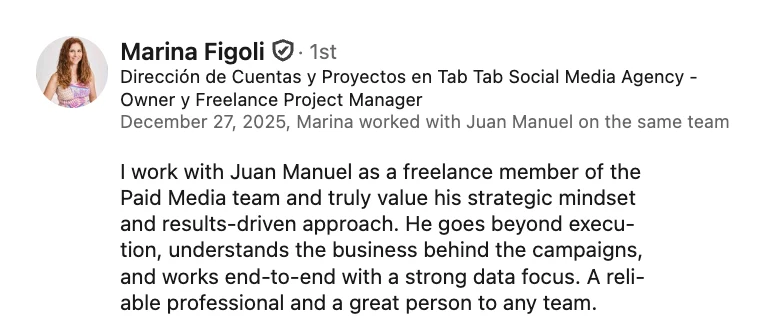 Marina Figoli · 1st
Dirección de Cuentas y Proyectos en Tab Tab Social Media Agency -
Owner y Freelance Project Manager
December 27, 2025, Marina worked with Juan Manuel on the same team
I work with Juan Manuel as a freelance member of the
Paid Media team and truly value his strategic mindset
and results-driven approach. He goes beyond execu-
tion, understands the business behind the campaigns,
and works end-to-end with a strong data focus. A reli-
able professional and a great person to any team.